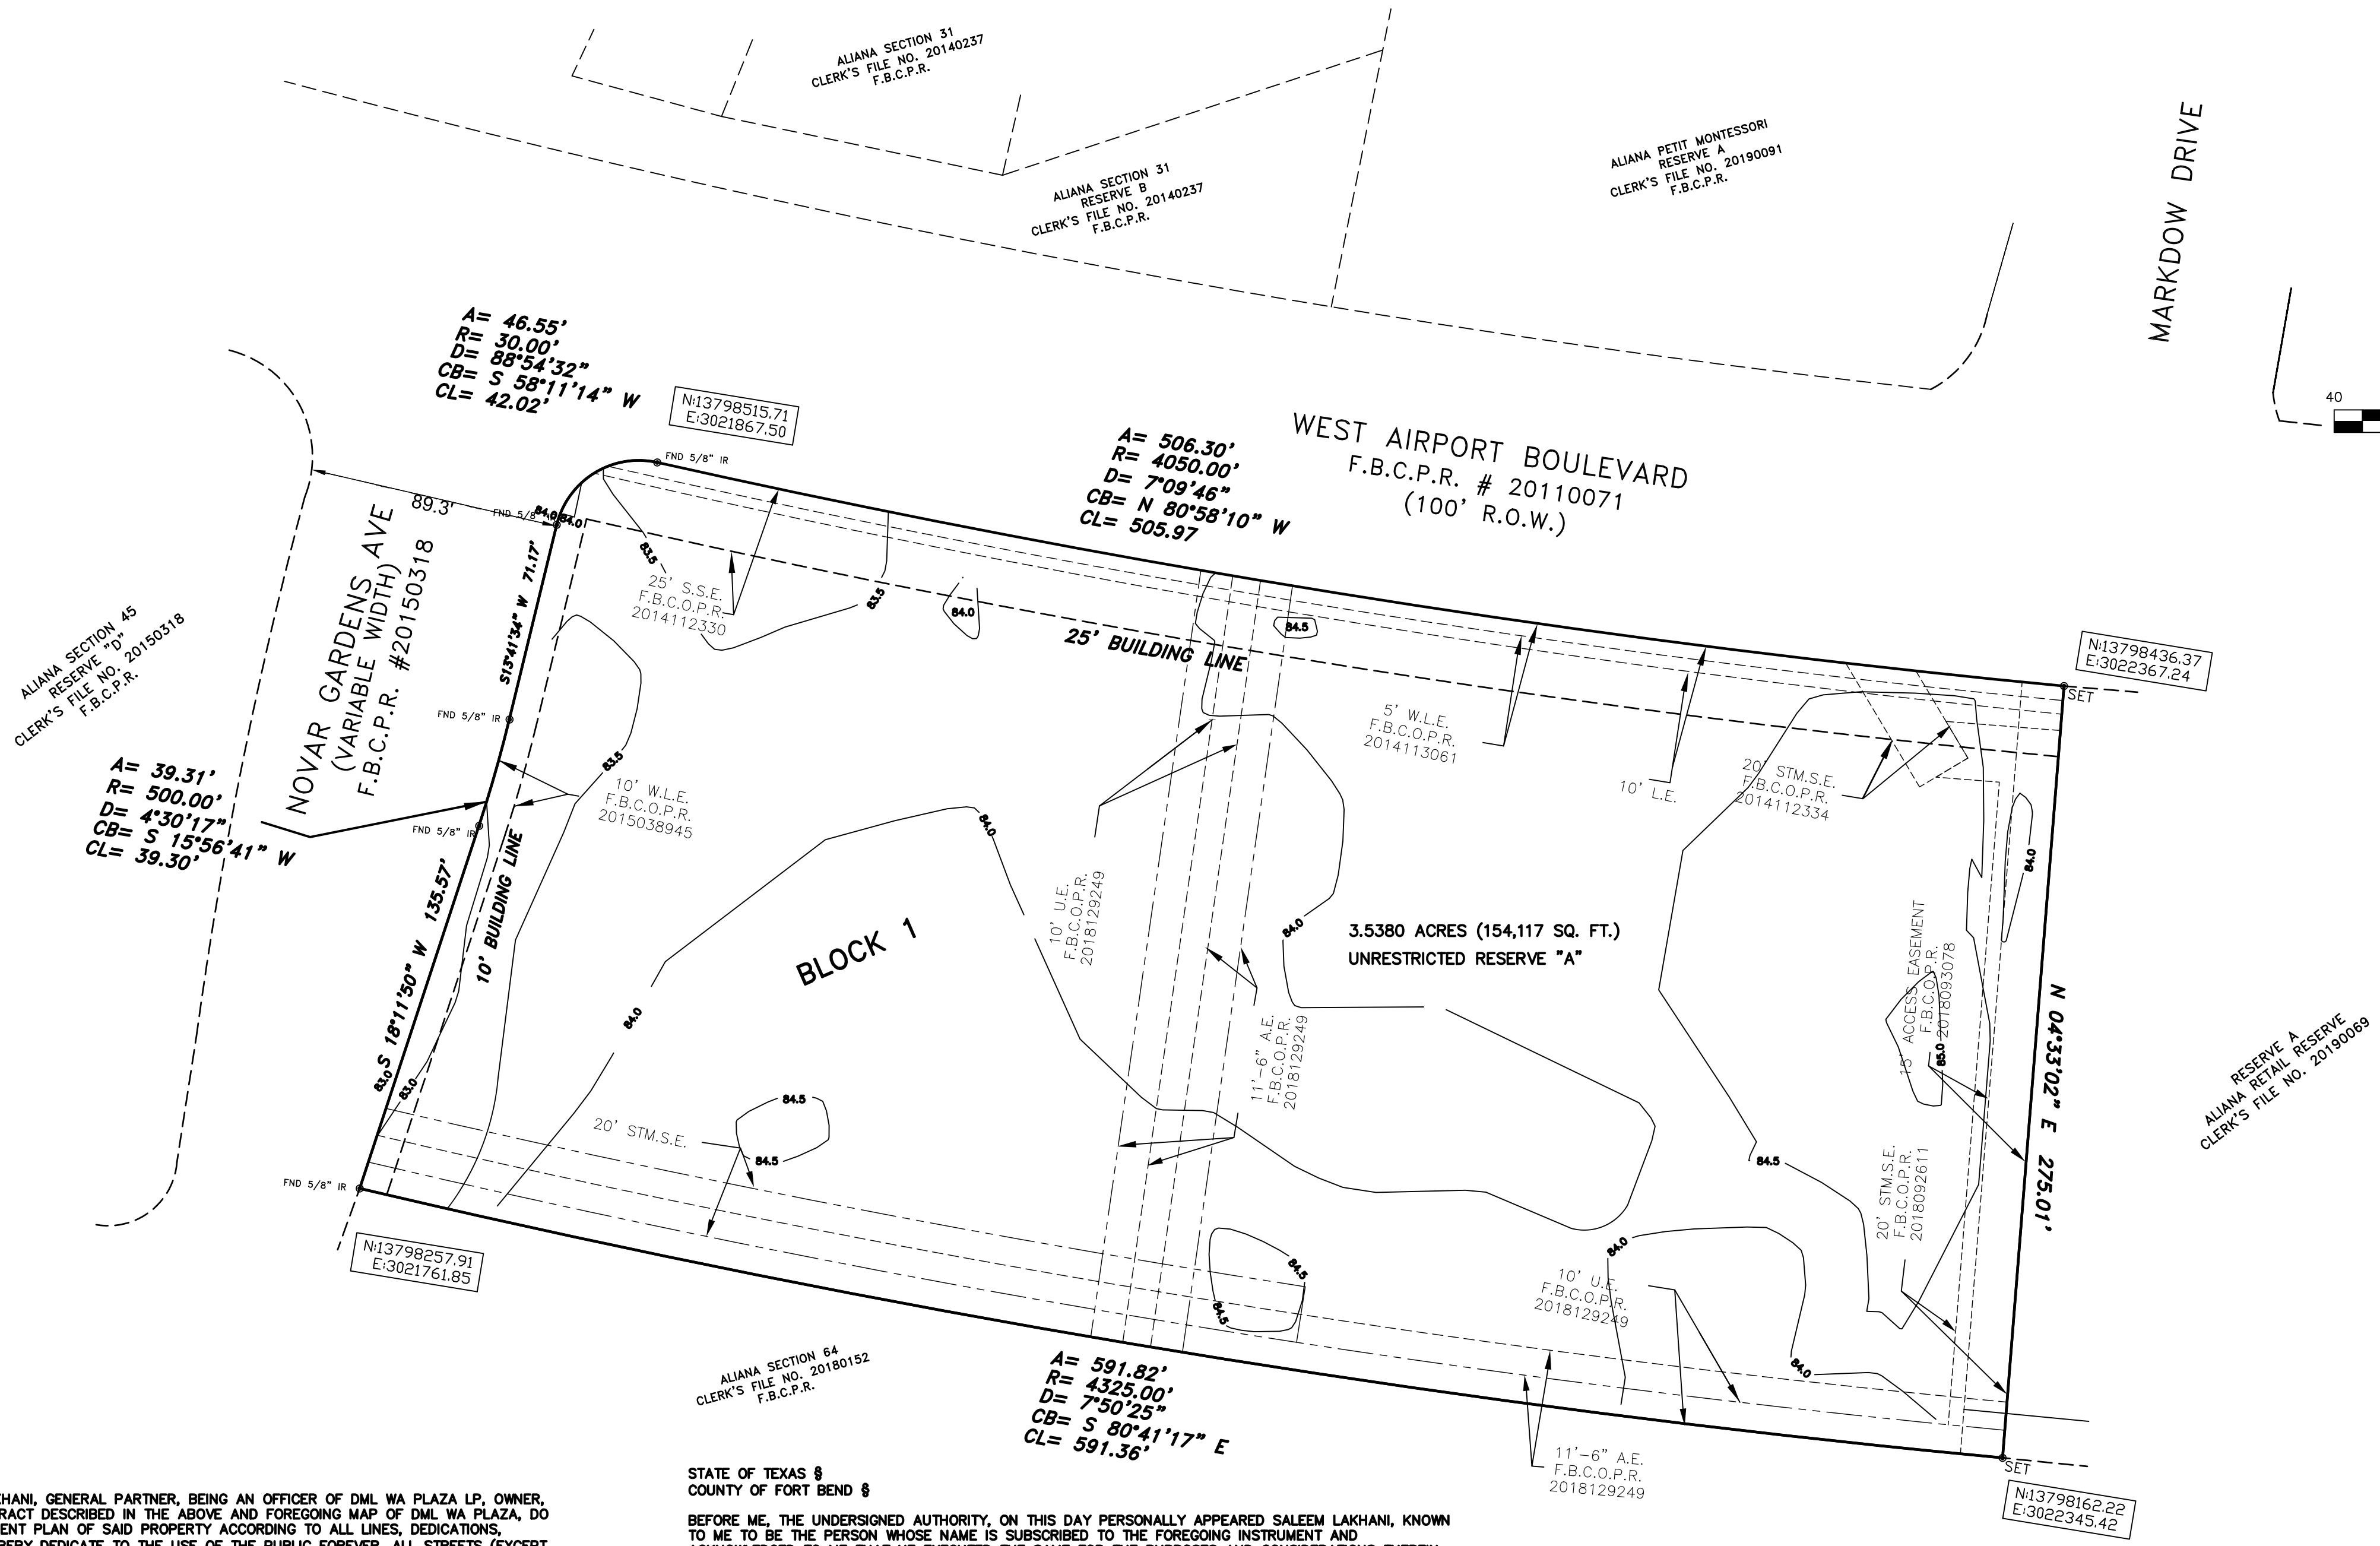 ALIANA SECTION 31
CLERK'S FILE NO. 20140237
F.B.C.P.R.
ALIANA SECTION 31
RESERVE B
CLERK'S FILE NO. 20140237
F.B.C.P.R.
ALIANA PETIT MONTESSORI
RESERVE A
CLERK'S FILE NO. 20190091
F.B.C.P.R.
MARKDOW DRIVE
40
A= 46.55'
R= 30.00'
D= 88°54'32"
CB= S 58°11'14" W
CL= 42.02'
N:13798515.71
E:3021867.50
FND 5/8" IR
A= 506.30'
R= 4050.00'
D= 7°09'46"
CB= N 80°58'10" W
CL= 505.97
WEST AIRPORT BOULEVARD
F.B.C.P.R. # 20110071
(100' R.O.W.)
N:13798436.37
E:3022367.24
SET
89.3'
FND 5/8" IR
84.0
84.0
NOVAR GARDENS AVE
(VARIABLE WIDTH)
F.B.C.P.R. #20150318
S13°41'34" W 71.17'
83.5
25' S.S.E.
F.B.C.O.P.R.
2014112330
83.5
84.0
25' BUILDING LINE
84.5
ALIANA SECTION 45
RESERVE "D"
CLERK'S FILE NO. 20150318
F.B.C.P.R.
FND 5/8" IR
83.5
5' W.L.E.
F.B.C.O.P.R.
2014113061
10' L.E.
20' STM.S.E.
F.B.C.O.P.R.
2014112334
A= 39.31'
R= 500.00'
D= 4°30'17"
CB= S 15°56'41" W
CL= 39.30'
10' W.L.E.
F.B.C.O.P.R.
2015038945
FND 5/8" IR
84.0
84.0
10' BUILDING LINE
S 18°11'50" W 135.57'
BLOCK 1
10' U.E.
F.B.C.O.P.R.
2018129249
84.0
3.5380 ACRES (154,117 SQ. FT.)
UNRESTRICTED RESERVE "A"
15' ACCESS EASEMENT
F.B.C.O.P.R.
2018093078
85.0
N 04°33'02" E 275.01'
RESERVE A
ALIANA RETAIL RESERVE
CLERK'S FILE NO. 20190069
84.0
83.0
83.0
11'-6" A.E.
F.B.C.O.P.R.
2018129249
84.5
20' STM.S.E.
84.5
84.5
20' STM.S.E.
F.B.C.O.P.R.
2018092611
FND 5/8" IR
N:13798257.91
E:3021761.85
84.5
84.5
84.0
10' U.E.
F.B.C.O.P.R.
2018129249
84.0
ALIANA SECTION 64
CLERK'S FILE NO. 20180152
F.B.C.P.R.
A= 591.82'
R= 4325.00'
D= 7°50'25"
CB= S 80°41'17" E
CL= 591.36'
11'-6" A.E.
F.B.C.O.P.R.
2018129249
SET
N:13798162.22
E:3022345.42
HANI, GENERAL PARTNER, BEING AN OFFICER OF DML WA PLAZA LP, OWNER,
RACT DESCRIBED IN THE ABOVE AND FOREGOING MAP OF DML WA PLAZA, DO
ENT PLAN OF SAID PROPERTY ACCORDING TO ALL LINES, DEDICATIONS,
DEDICATE TO THE USE OF THE PUBLIC FOREVER, ALL STREETS (EXCEPT
STATE OF TEXAS §
COUNTY OF FORT BEND §
BEFORE ME, THE UNDERSIGNED AUTHORITY, ON THIS DAY PERSONALLY APPEARED SALEEM LAKHANI, KNOWN
TO ME TO BE THE PERSON WHOSE NAME IS SUBSCRIBED TO THE FOREGOING INSTRUMENT AND